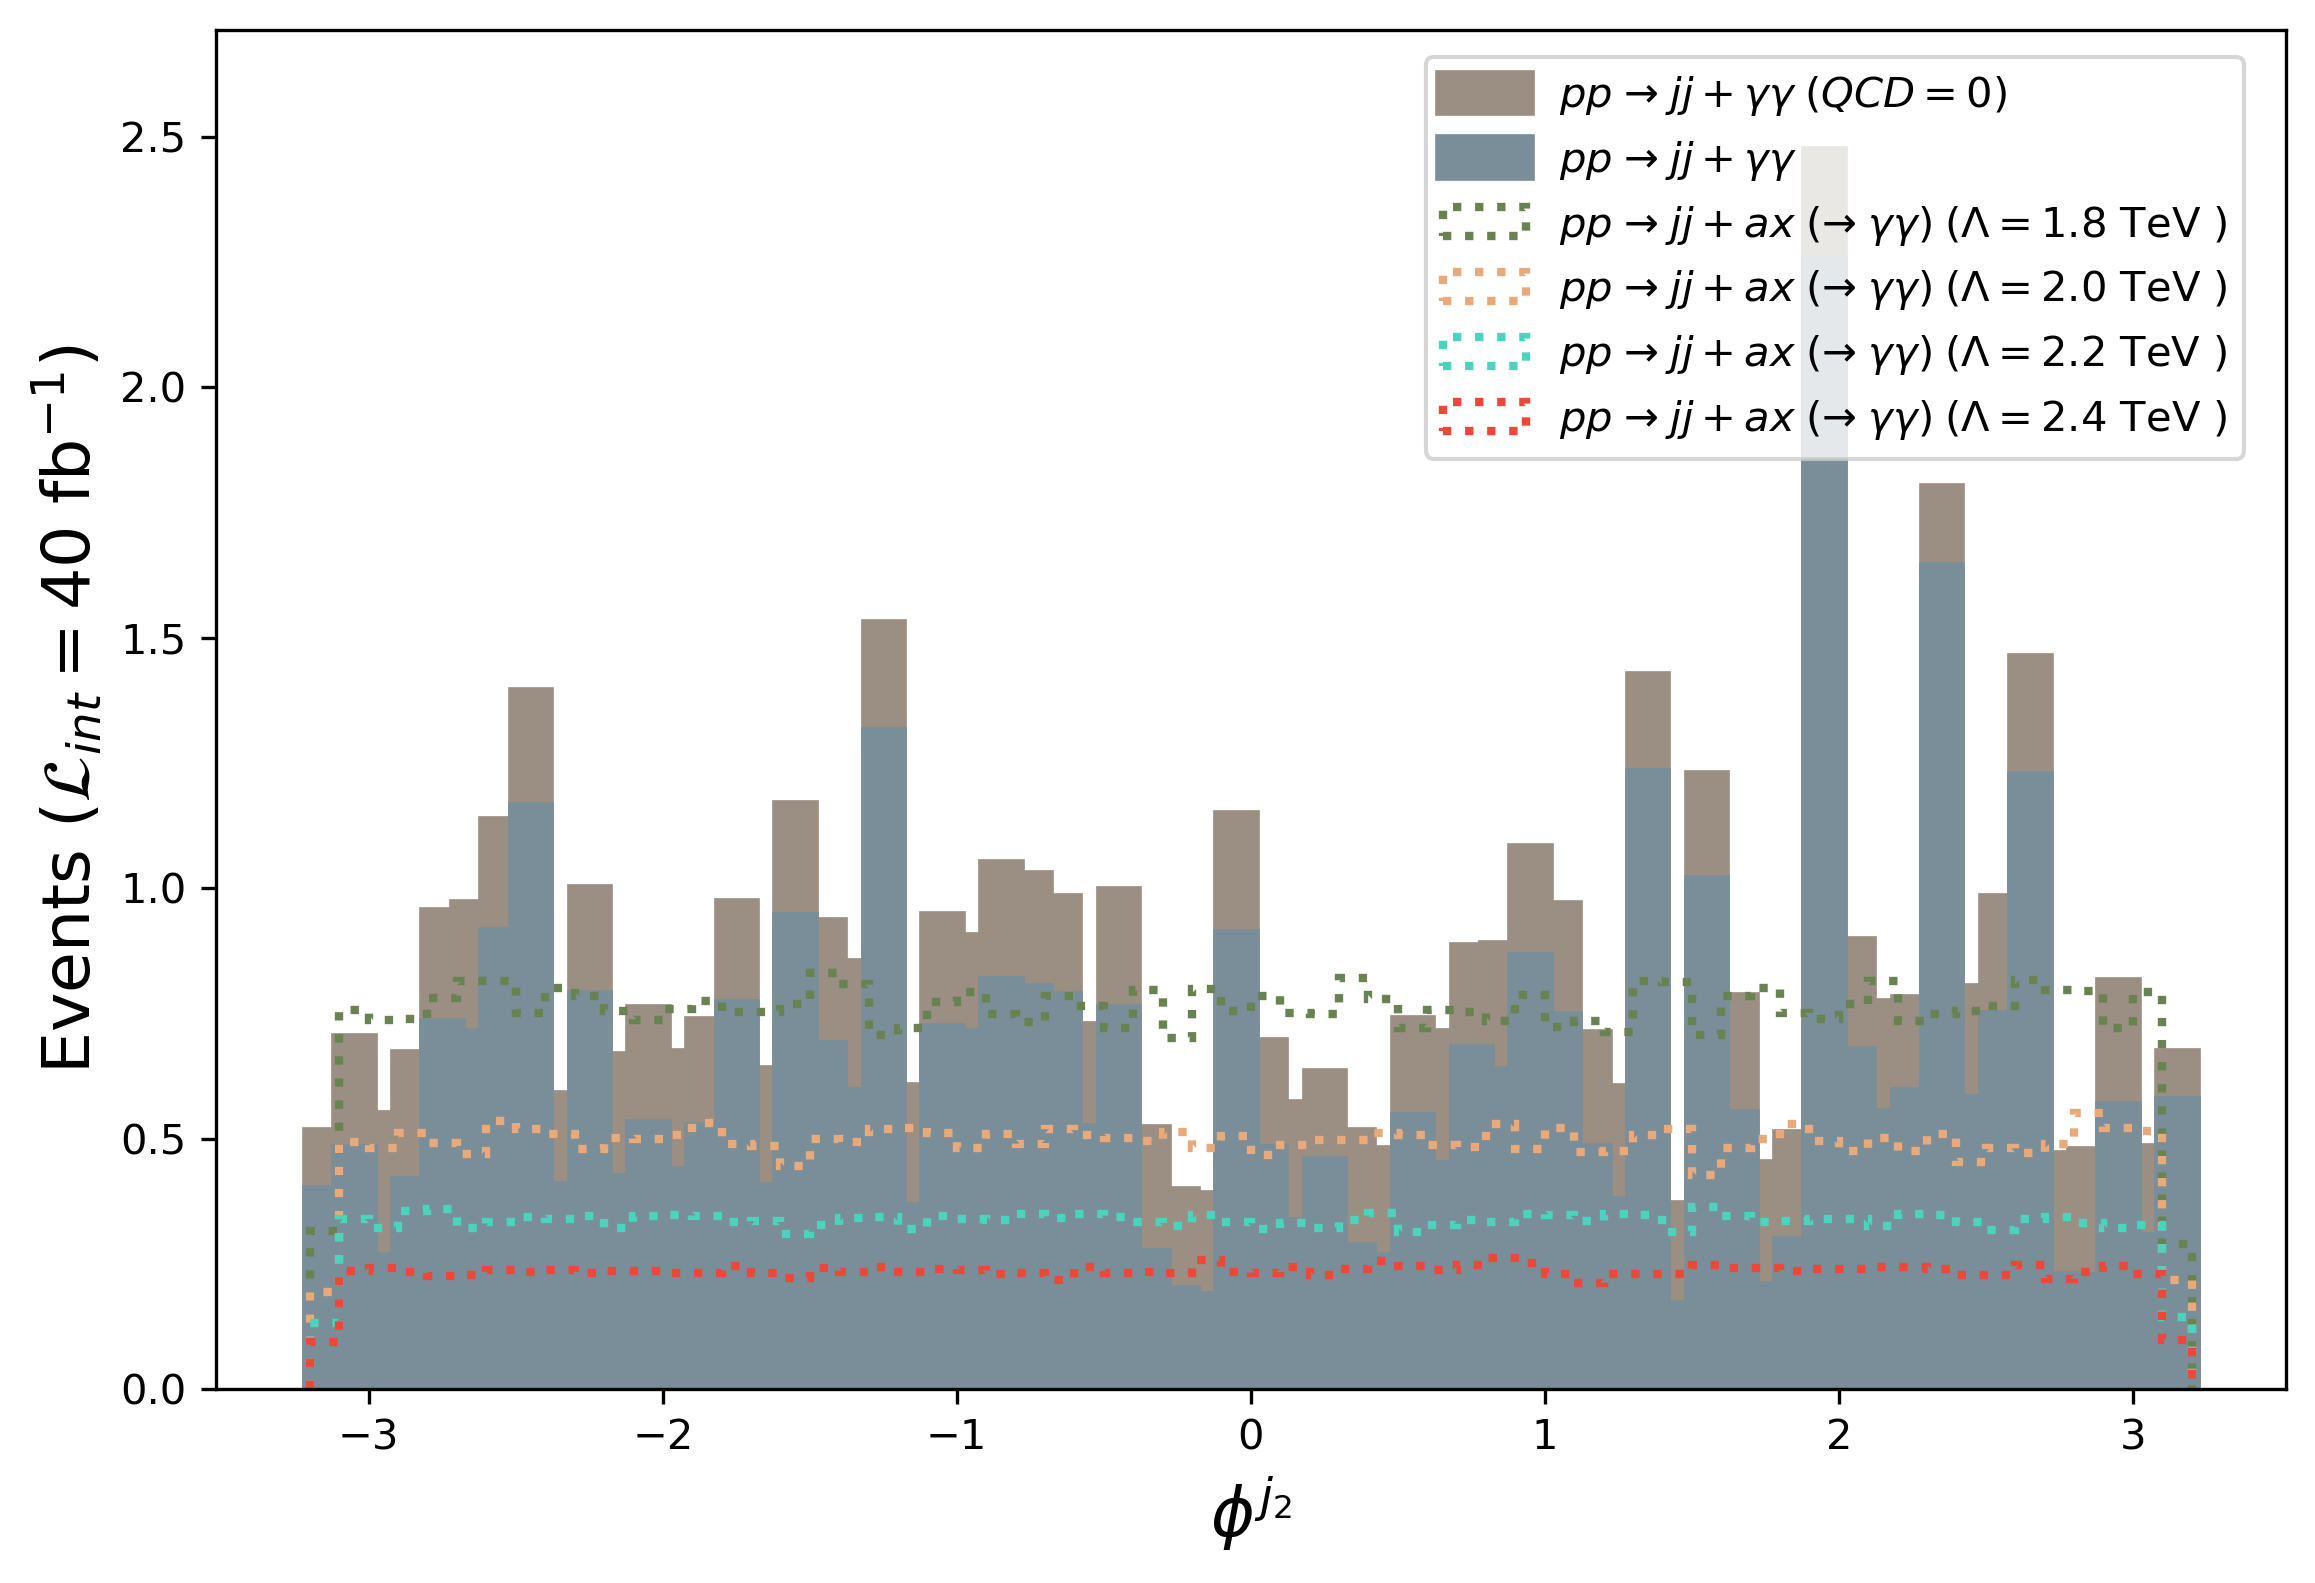 pp → jj + γγ (QCD = 0)
pp → jj + γγ
pp → jj + ax (→ γγ) (Λ = 1.8 TeV )
pp → jj + ax (→ γγ) (Λ = 2.0 TeV )
pp → jj + ax (→ γγ) (Λ = 2.2 TeV )
pp → jj + ax (→ γγ) (Λ = 2.4 TeV )
Events (ℒ_int = 40 fb⁻¹)
2.5
2.0
1.5
1.0
0.5
0.0
−3 −2 −1 0 1 2 3
ϕ^{j₂}